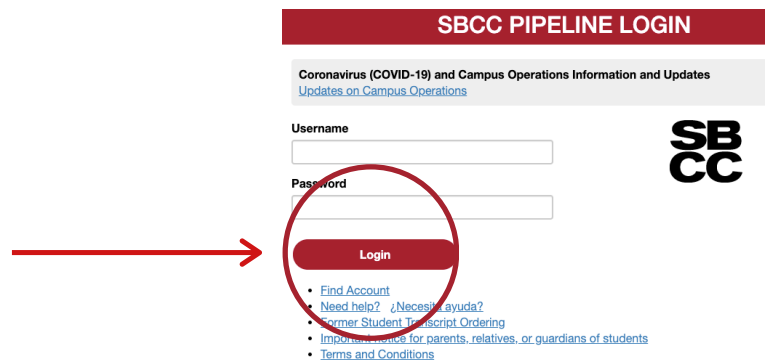 SBCC PIPELINE LOGIN
Coronavirus (COVID-19) and Campus Operations Information and Updates
Updates on Campus Operations
Username
SB
CC
Password
Login
Find Account
Need help? ¿Necesita ayuda?
Former Student Transcript Ordering
Important notice for parents, relatives, or guardians of students
Terms and Conditions